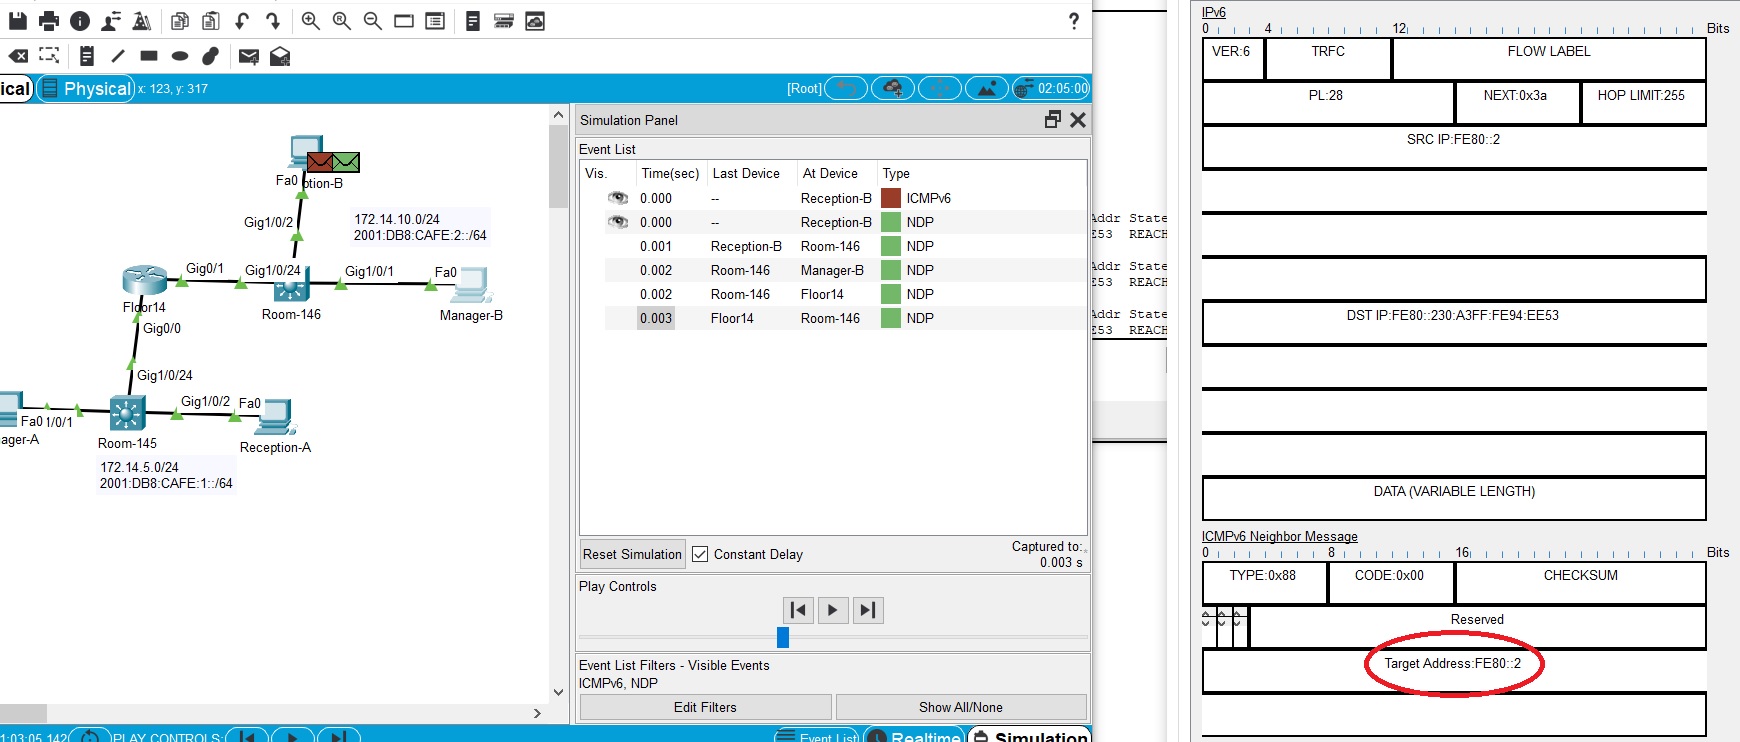 ?
ical
Physical
x: 123, y: 317
[Root]
02:05:00
Fa0
ption-B
Gig1/0/2
172.14.10.0/24
2001:DB8:CAFE:2::/64
Gig0/1
Gig1/0/24
Gig1/0/1
Fa0
Floor14
Room-146
Manager-B
Gig0/0
Gig1/0/24
Gig1/0/2
Fa0
Fa0
1/0/1
ager-A
Room-145
Reception-A
172.14.5.0/24
2001:DB8:CAFE:1::/64
Simulation Panel
Event List
Vis. Time(sec) Last Device At Device Type
0.000 -- Reception-B ICMPv6
0.000 -- Reception-B NDP
0.001 Reception-B Room-146 NDP
0.002 Room-146 Manager-B NDP
0.002 Room-146 Floor14 NDP
0.003 Floor14 Room-146 NDP
Reset Simulation
Constant Delay
Captured to:
0.003 s
Play Controls
Event List Filters - Visible Events
ICMPv6, NDP
Edit Filters
Show All/None
1:03:05.142
PLAY CONTROLS:
Event List
Realtime
Simulation
Addr State
E53 REACH
Addr State
Addr State
E53 REACH
IPv6
0 4 12 Bits
VER:6 TRFC FLOW LABEL
PL:28 NEXT:0x3a HOP LIMIT:255
SRC IP:FE80::2
DST IP:FE80::230:A3FF:FE94:EE53
DATA (VARIABLE LENGTH)
ICMPv6 Neighbor Message
0 8 16 Bits
TYPE:0x88 CODE:0x00 CHECKSUM
Reserved
Target Address:FE80::2